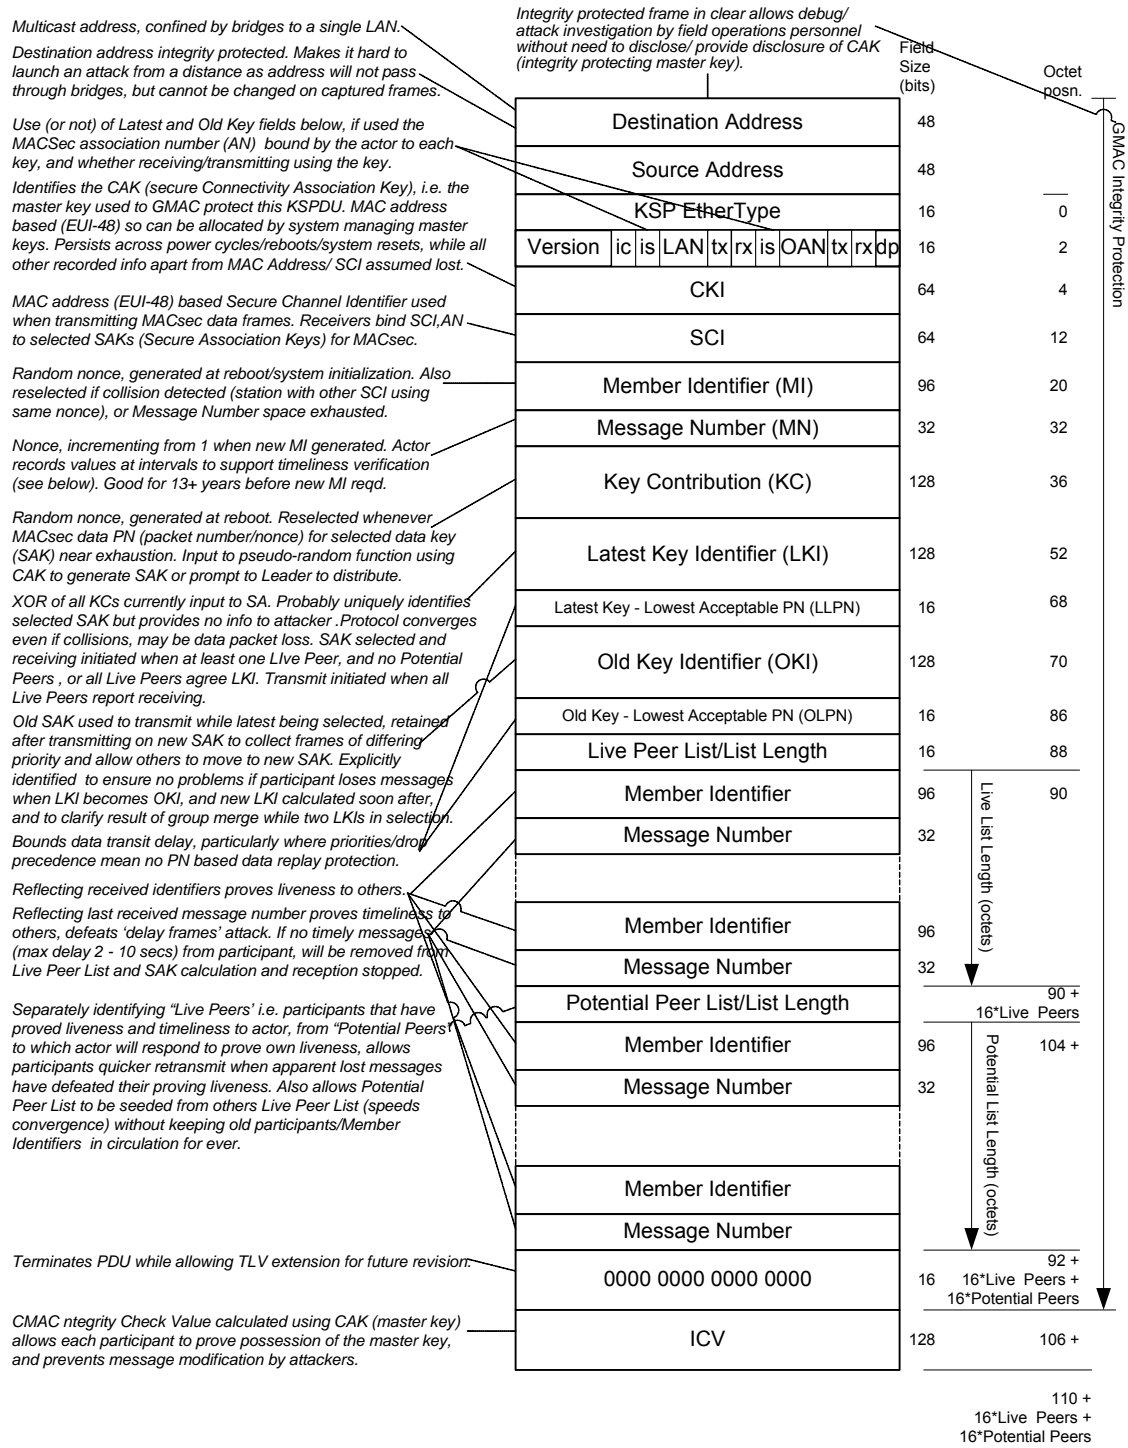 Multicast address, confined by bridges to a single LAN.
Destination address integrity protected. Makes it hard to
launch an attack from a distance as address will not pass
through bridges, but cannot be changed on captured frames.
Use (or not) of Latest and Old Key fields below, if used the
MACSec association number (AN) bound by the actor to each
key, and whether receiving/transmitting using the key.
Identifies the CAK (secure Connectivity Association Key), i.e. the
master key used to GMAC protect this KSPDU. MAC address
based (EUI-48) so can be allocated by system managing master
keys. Persists across power cycles/reboots/system resets, while all
other recorded info apart from MAC Address/ SCI assumed lost.
MAC address (EUI-48) based Secure Channel Identifier used
when transmitting MACsec data frames. Receivers bind SCI,AN
to selected SAKs (Secure Association Keys) for MACsec.
Random nonce, generated at reboot/system initialization. Also
reselected if collision detected (station with other SCI using
same nonce), or Message Number space exhausted.
Nonce, incrementing from 1 when new MI generated. Actor
records values at intervals to support timeliness verification
(see below). Good for 13+ years before new MI reqd.
Random nonce, generated at reboot. Reselected whenever
MACsec data PN (packet number/nonce) for selected data key
(SAK) near exhaustion. Input to pseudo-random function using
CAK to generate SAK or prompt to Leader to distribute.
XOR of all KCs currently input to SA. Probably uniquely identifies
selected SAK but provides no info to attacker .Protocol converges
even if collisions, may be data packet loss. SAK selected and
receiving initiated when at least one LIve Peer, and no Potential
Peers , or all Live Peers agree LKI. Transmit initiated when all
Live Peers report receiving.
Old SAK used to transmit while latest being selected, retained
after transmitting on new SAK to collect frames of differing
priority and allow others to move to new SAK. Explicitly
identified to ensure no problems if participant loses messages
when LKI becomes OKI, and new LKI calculated soon after,
and to clarify result of group merge while two LKIs in selection.
Bounds data transit delay, particularly where priorities/drop
precedence mean no PN based data replay protection.
Reflecting received identifiers proves liveness to others.
Reflecting last received message number proves timeliness to
others, defeats ‘delay frames’ attack. If no timely messages
(max delay 2 - 10 secs) from participant, will be removed from
Live Peer List and SAK calculation and reception stopped.
Separately identifying “Live Peers’ i.e. participants that have
proved liveness and timeliness to actor, from “Potential Peers’
to which actor will respond to prove own liveness, allows
participants quicker retransmit when apparent lost messages
have defeated their proving liveness. Also allows Potential
Peer List to be seeded from others Live Peer List (speeds
convergence) without keeping old participants/Member
Identifiers in circulation for ever.
Terminates PDU while allowing TLV extension for future revision.
CMAC ntegrity Check Value calculated using CAK (master key)
allows each participant to prove possession of the master key,
and prevents message modification by attackers.
Integrity protected frame in clear allows debug/
attack investigation by field operations personnel
without need to disclose/ provide disclosure of CAK
(integrity protecting master key).
Field
Size
(bits)
Octet
posn.
Destination Address 48
Source Address 48
KSP EtherType 16 0
Version ic is LAN tx rx is OAN tx rx dp 16 2
CKI 64 4
SCI 64 12
Member Identifier (MI) 96 20
Message Number (MN) 32 32
Key Contribution (KC) 128 36
Latest Key Identifier (LKI) 128 52
Latest Key - Lowest Acceptable PN (LLPN) 16 68
Old Key Identifier (OKI) 128 70
Old Key - Lowest Acceptable PN (OLPN) 16 86
Live Peer List/List Length 16 88
Member Identifier 96 90
Message Number 32
Member Identifier 96
Message Number 32
Potential Peer List/List Length
90 +
16*Live Peers
Member Identifier 96 104 +
Message Number 32
Member Identifier
Message Number
0000 0000 0000 0000 16
92 +
16*Live Peers +
16*Potential Peers
ICV 128 106 +
110 +
16*Live Peers +
16*Potential Peers
Live List Length (octets)
Potential List Length (octets)
GMAC Integrity Protection